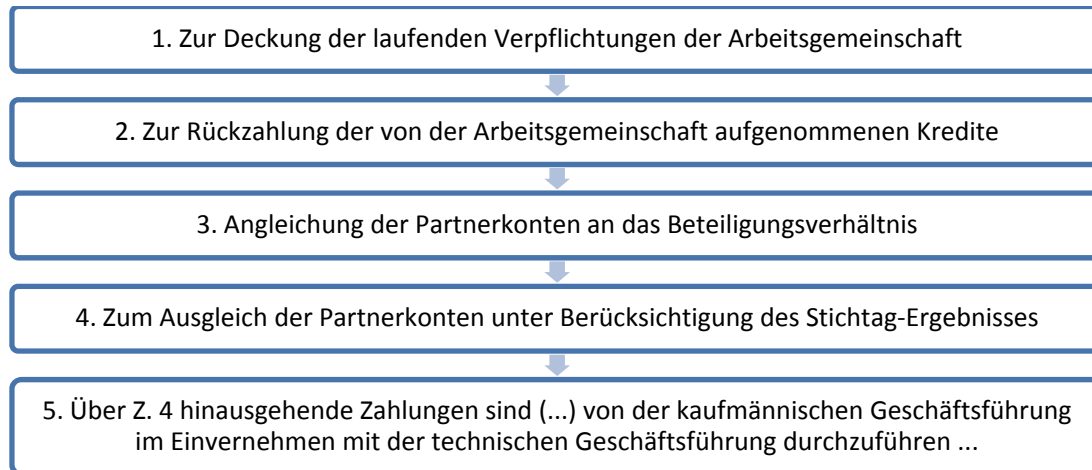 1. Zur Deckung der laufenden Verpflichtungen der Arbeitsgemeinschaft
2. Zur Rückzahlung der von der Arbeitsgemeinschaft aufgenommenen Kredite
3. Angleichung der Partnerkonten an das Beteiligungsverhältnis
4. Zum Ausgleich der Partnerkonten unter Berücksichtigung des Stichtag-Ergebnisses
5. Über Z. 4 hinausgehende Zahlungen sind (...) von der kaufmännischen Geschäftsführung
im Einvernehmen mit der technischen Geschäftsführung durchzuführen ...